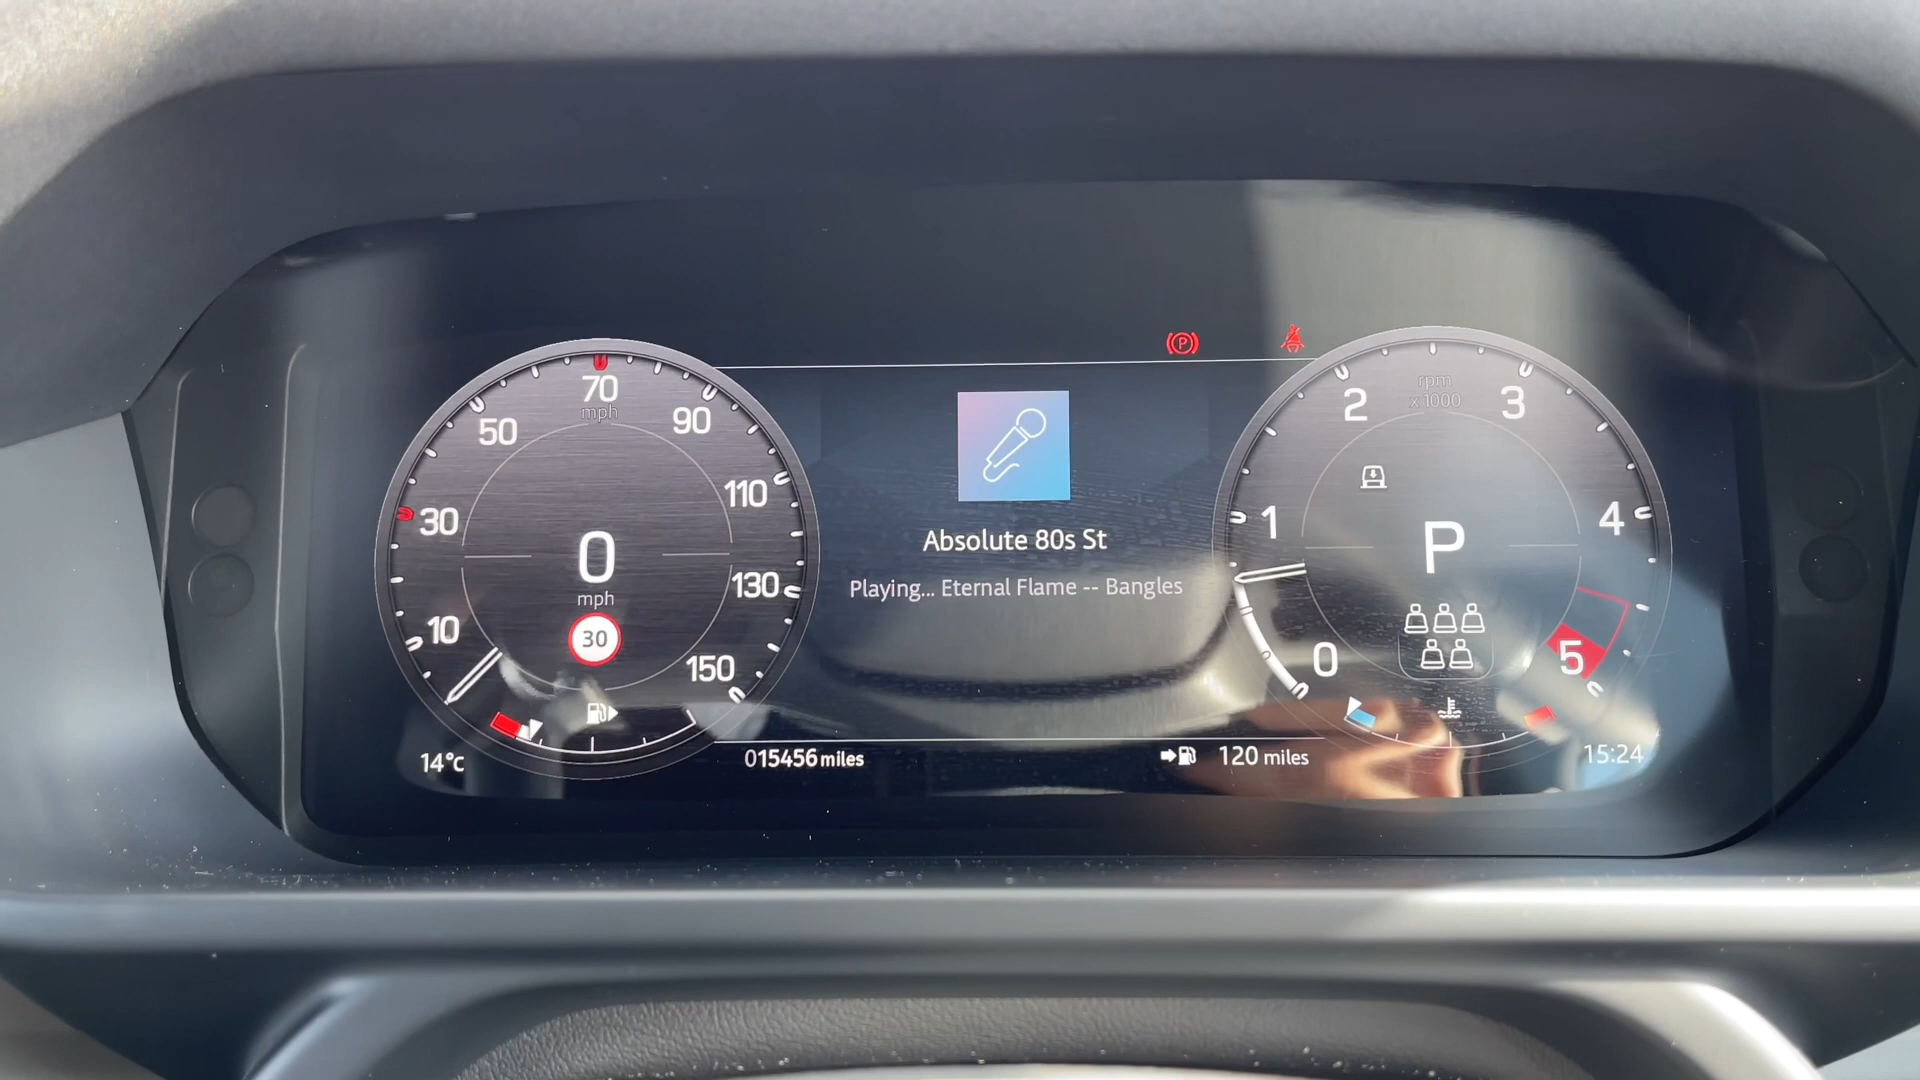 70
mph
50
90
30
110
0
mph
10
130
30
150
14°c
015456 miles
P
Absolute 80s St
Playing... Eternal Flame -- Bangles
120 miles
rpm
x 1000
2
3
1
4
P
0
5
15:24